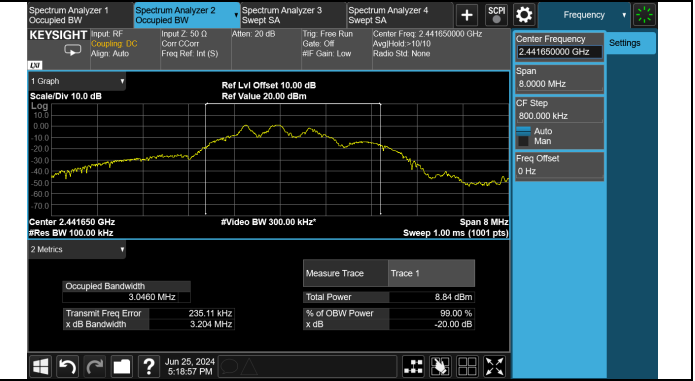 Spectrum Analyzer 1
Occupied BW
Spectrum Analyzer 2
Occupied BW
Spectrum Analyzer 3
Swept SA
Spectrum Analyzer 4
Swept SA
+
SCPI
Frequency
KEYSIGHT
Input: RF
Coupling: DC
Align: Auto
Input Z: 50 Ω
Corr CCorr
Freq Ref: Int (S)
Atten: 20 dB
Trig: Free Run
Gate: Off
#IF Gain: Low
Center Freq: 2.441650000 GHz
Avg|Hold:>10/10
Radio Std: None
LXI
Center Frequency
2.441650000 GHz
Settings
Span
8.0000 MHz
CF Step
800.000 kHz
Auto
Man
Freq Offset
0 Hz
1 Graph
Scale/Div 10.0 dB
Ref Lvl Offset 10.00 dB
Ref Value 20.00 dBm
Log
10.0
0.00
-10.0
-20.0
-30.0
-40.0
-50.0
-60.0
-70.0
Center 2.441650 GHz
#Res BW 100.00 kHz
#Video BW 300.00 kHz*
Span 8 MHz
Sweep 1.00 ms (1001 pts)
2 Metrics
Occupied Bandwidth
3.0460 MHz
Transmit Freq Error 235.11 kHz
x dB Bandwidth 3.204 MHz
Measure Trace Trace 1
Total Power 8.84 dBm
% of OBW Power 99.00 %
x dB -20.00 dB
?
Jun 25, 2024
5:18:57 PM